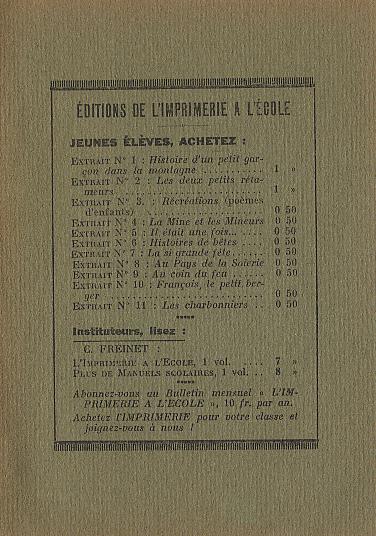 ÉDITIONS DE L'IMPRIMERIE A L'ÉCOLE
JEUNES ÉLÈVES, ACHETEZ :
EXTRAIT N° 1 : Histoire d'un petit gar-
çon dans la montagne ........... 1 »
EXTRAIT N° 2 : Les deux petits réta-
meurs ......................... 1 »
EXTRAIT N° 3. : Récréations (poèmes
d'enfants) .................... 0 50
EXTRAIT N° 4 : La Mine et les Mineurs 0 50
EXTRAIT N° 5 : Il était une fois... .... 0 50
EXTRAIT N° 6 : Histoires de bêtes .... 0 50
EXTRAIT N° 7 : La si grande fête..... 0 50
EXTRAIT N° 8 : Au Pays de la Soierie 0 50
EXTRAIT N° 9 : Au coin du feu ...... 0 50
EXTRAIT N° 10 : François, le petit ber-
ger ........................... 0 50
EXTRAIT N° 11 : Les charbonniers . 0 50
Instituteurs, lisez :
C. FREINET :
L'IMPRIMERIE A L'ECOLE, 1 vol. .... 7 »
PLUS DE MANUELS SCOLAIRES, 1 vol. .. 8 »
Abonnez-vous au Bulletin mensuel « L'IM-
PRIMERIE A L'ECOLE », 10 fr. par an.
Achetez l'IMPRIMERIE pour votre classe et
joignez-vous à nous !